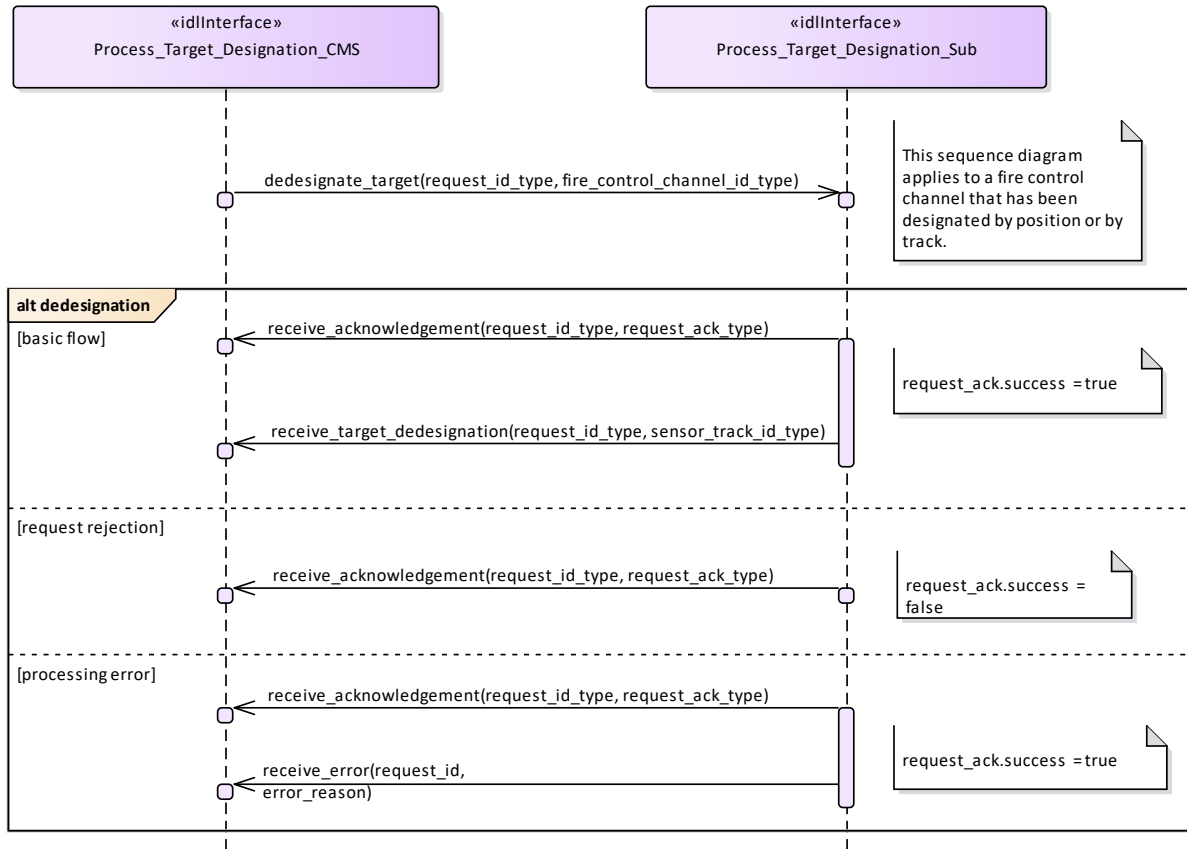 «idlInterface»
Process_Target_Designation_CMS
«idlInterface»
Process_Target_Designation_Sub
This sequence diagram
applies to a fire control
channel that has been
designated by position or by
track.
dedesignate_target(request_id_type, fire_control_channel_id_type)
alt dedesignation
[basic flow]
receive_acknowledgement(request_id_type, request_ack_type)
request_ack.success =true
receive_target_dedesignation(request_id_type, sensor_track_id_type)
[request rejection]
receive_acknowledgement(request_id_type, request_ack_type)
request_ack.success =
false
[processing error]
receive_acknowledgement(request_id_type, request_ack_type)
request_ack.success =true
receive_error(request_id,
error_reason)